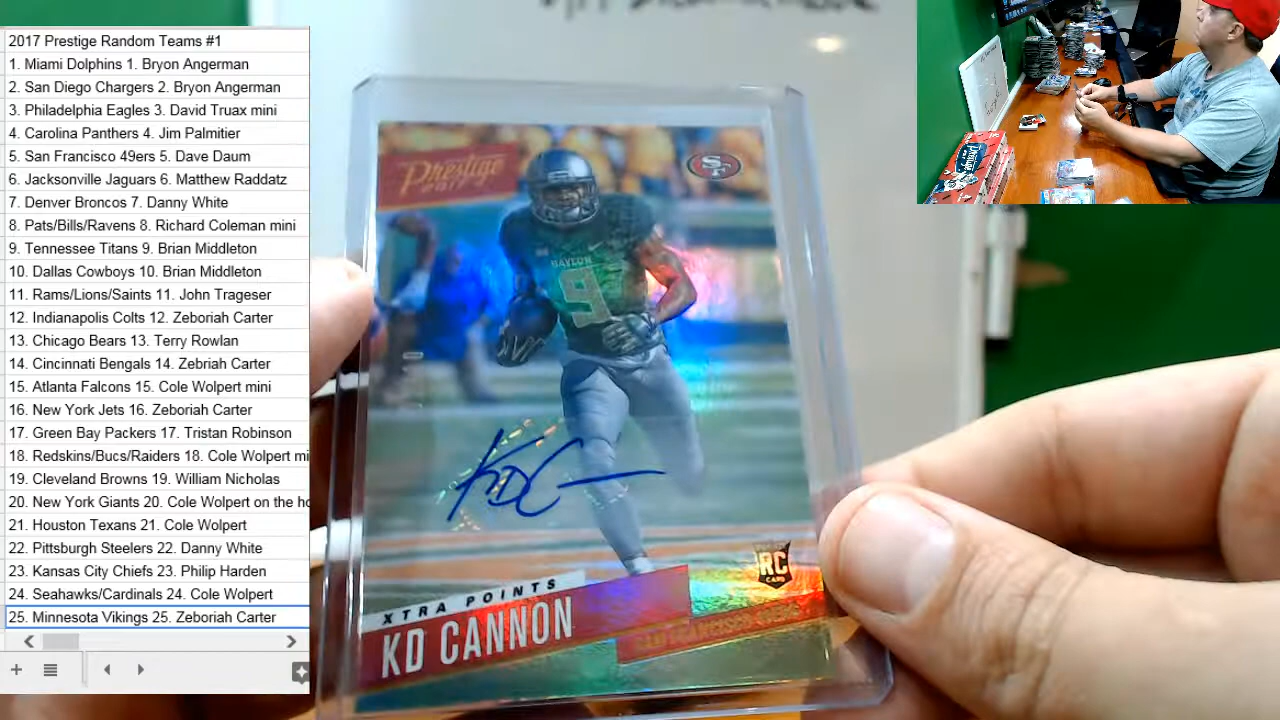 2017 Prestige Random Teams #1
1. Miami Dolphins 1. Bryon Angerman
2. San Diego Chargers 2. Bryon Angerman
3. Philadelphia Eagles 3. David Truax mini
4. Carolina Panthers 4. Jim Palmitier
5. San Francisco 49ers 5. Dave Daum
6. Jacksonville Jaguars 6. Matthew Raddatz
7. Denver Broncos 7. Danny White
8. Pats/Bills/Ravens 8. Richard Coleman mini
9. Tennessee Titans 9. Brian Middleton
10. Dallas Cowboys 10. Brian Middleton
11. Rams/Lions/Saints 11. John Trageser
12. Indianapolis Colts 12. Zeboriah Carter
13. Chicago Bears 13. Terry Rowlan
14. Cincinnati Bengals 14. Zebriah Carter
15. Atlanta Falcons 15. Cole Wolpert mini
16. New York Jets 16. Zeboriah Carter
17. Green Bay Packers 17. Tristan Robinson
18. Redskins/Bucs/Raiders 18. Cole Wolpert mi
19. Cleveland Browns 19. William Nicholas
20. New York Giants 20. Cole Wolpert on the ho
21. Houston Texans 21. Cole Wolpert
22. Pittsburgh Steelers 22. Danny White
23. Kansas City Chiefs 23. Philip Harden
24. Seahawks/Cardinals 24. Cole Wolpert
25. Minnesota Vikings 25. Zeboriah Carter
Prestige
2017
SF
BAYLOR
9
KDC
RC
CARD
XTRA POINTS
KD CANNON
SAN FRANCISCO 49ERS